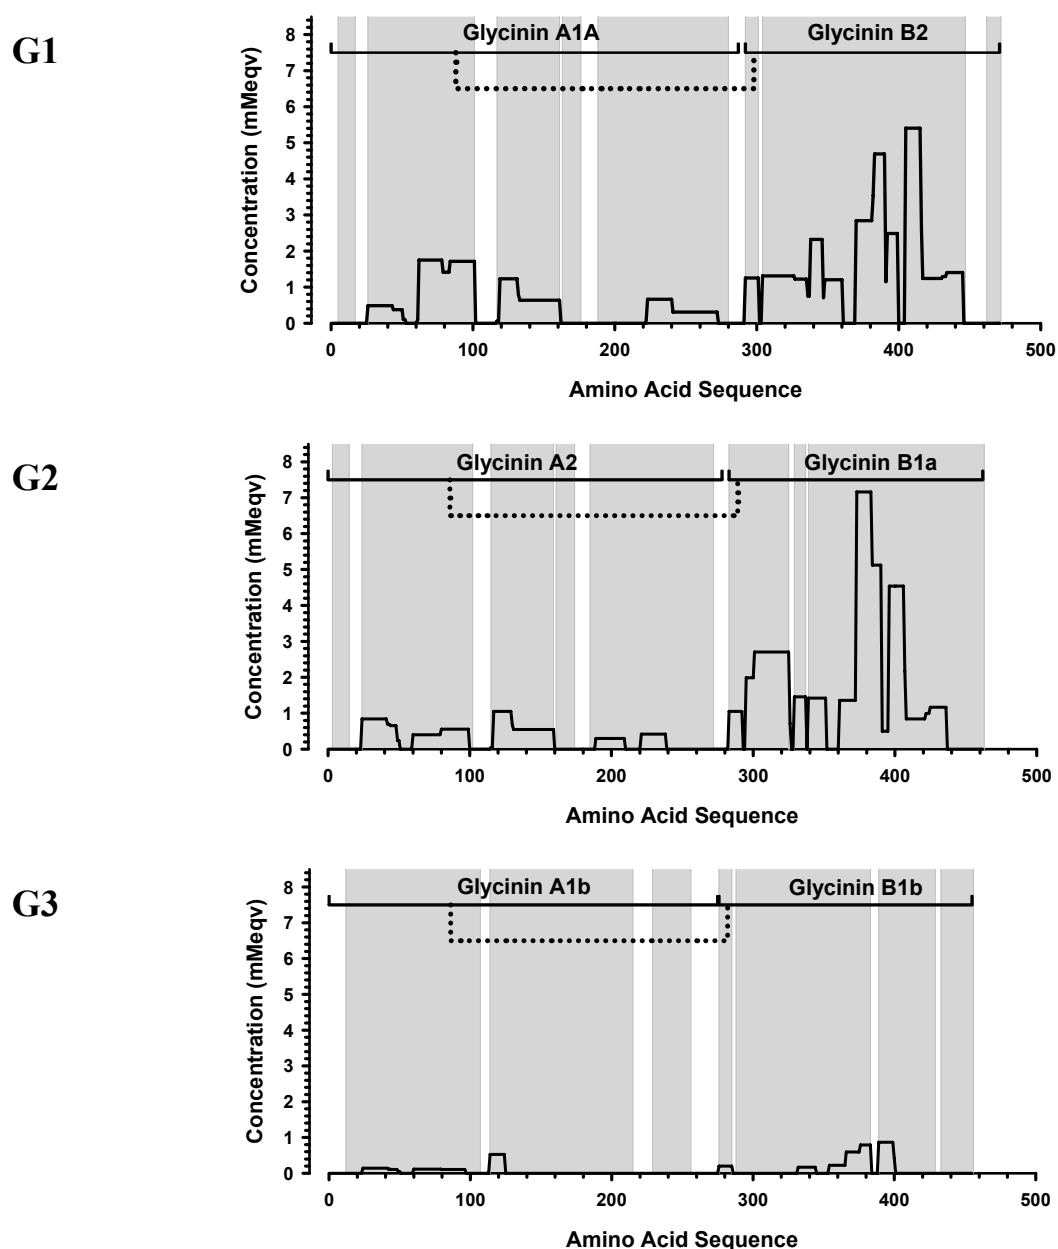 G1
Glycinin A1A Glycinin B2
Concentration (mMeqv)
8
7
6
5
4
3
2
1
0
0 100 200 300 400 500
Amino Acid Sequence
G2
Glycinin A2 Glycinin B1a
Concentration (mMeqv)
8
7
6
5
4
3
2
1
0
0 100 200 300 400 500
Amino Acid Sequence
G3
Glycinin A1b Glycinin B1b
Concentration (mMeqv)
8
7
6
5
4
3
2
1
0
0 100 200 300 400 500
Amino Acid Sequence